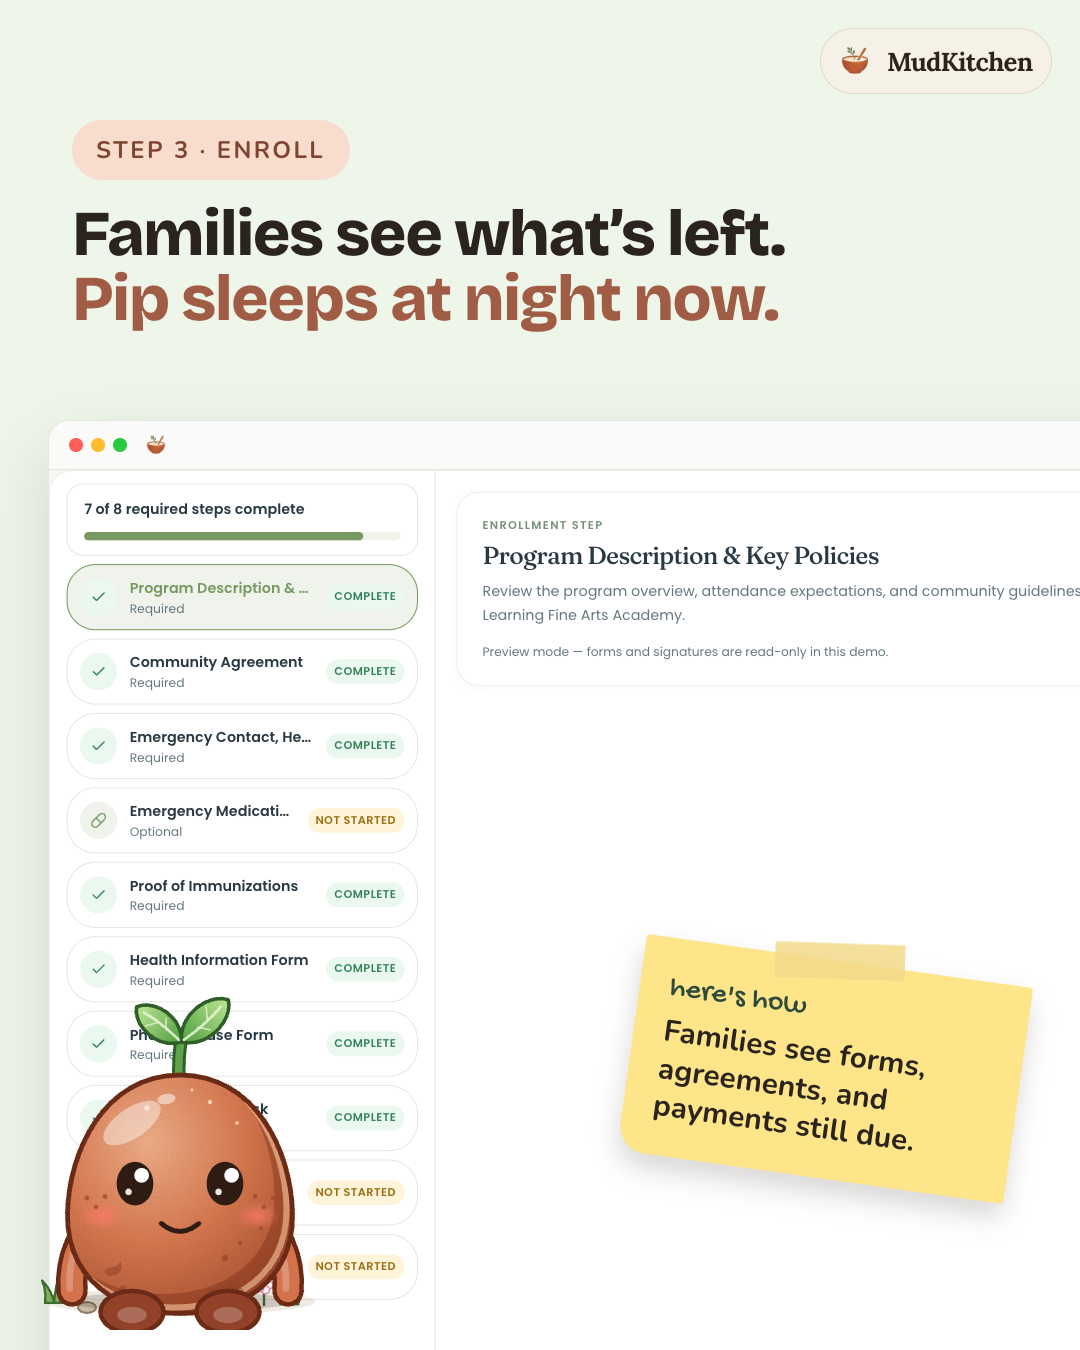 MudKitchen
STEP 3 · ENROLL
Families see what’s left.
Pip sleeps at night now.
7 of 8 required steps complete
Program Description & ...
Required
COMPLETE
Community Agreement
Required
COMPLETE
Emergency Contact, He...
Required
COMPLETE
Emergency Medicati...
Optional
NOT STARTED
Proof of Immunizations
Required
COMPLETE
Health Information Form
Required
COMPLETE
Form
COMPLETE
COMPLETE
NOT STARTED
NOT STARTED
ENROLLMENT STEP
Program Description & Key Policies
Review the program overview, attendance expectations, and community guidelines
Learning Fine Arts Academy.
Preview mode — forms and signatures are read-only in this demo.
here's how
Families see forms,
agreements, and
payments still due.